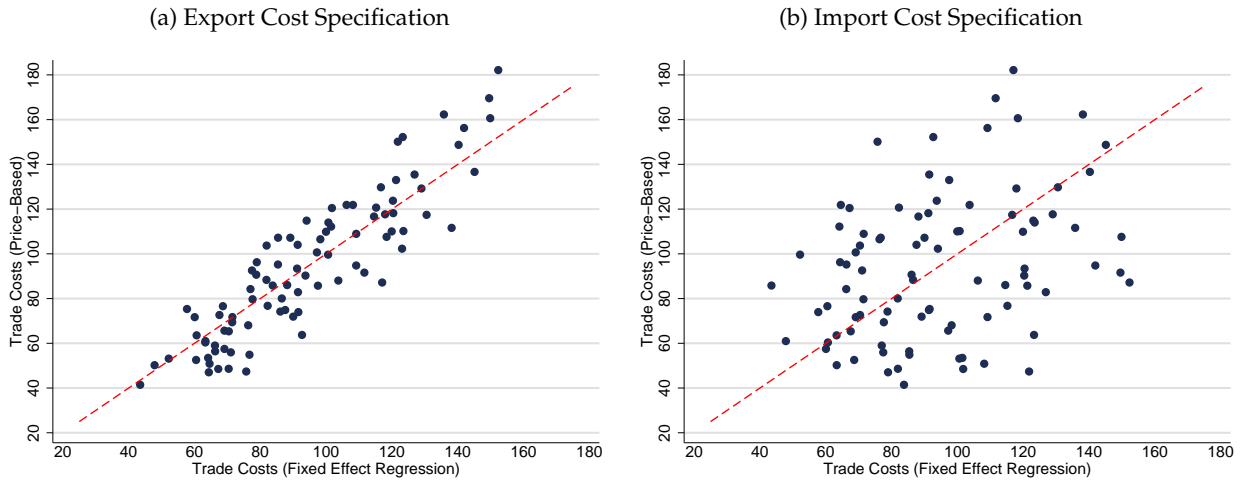 (a) Export Cost Specification
Trade Costs (Price−Based)
180
160
140
120
100
80
60
40
20
20 40 60 80 100 120 140 160 180
Trade Costs (Fixed Effect Regression)
(b) Import Cost Specification
Trade Costs (Price−Based)
180
160
140
120
100
80
60
40
20
20 40 60 80 100 120 140 160 180
Trade Costs (Fixed Effect Regression)